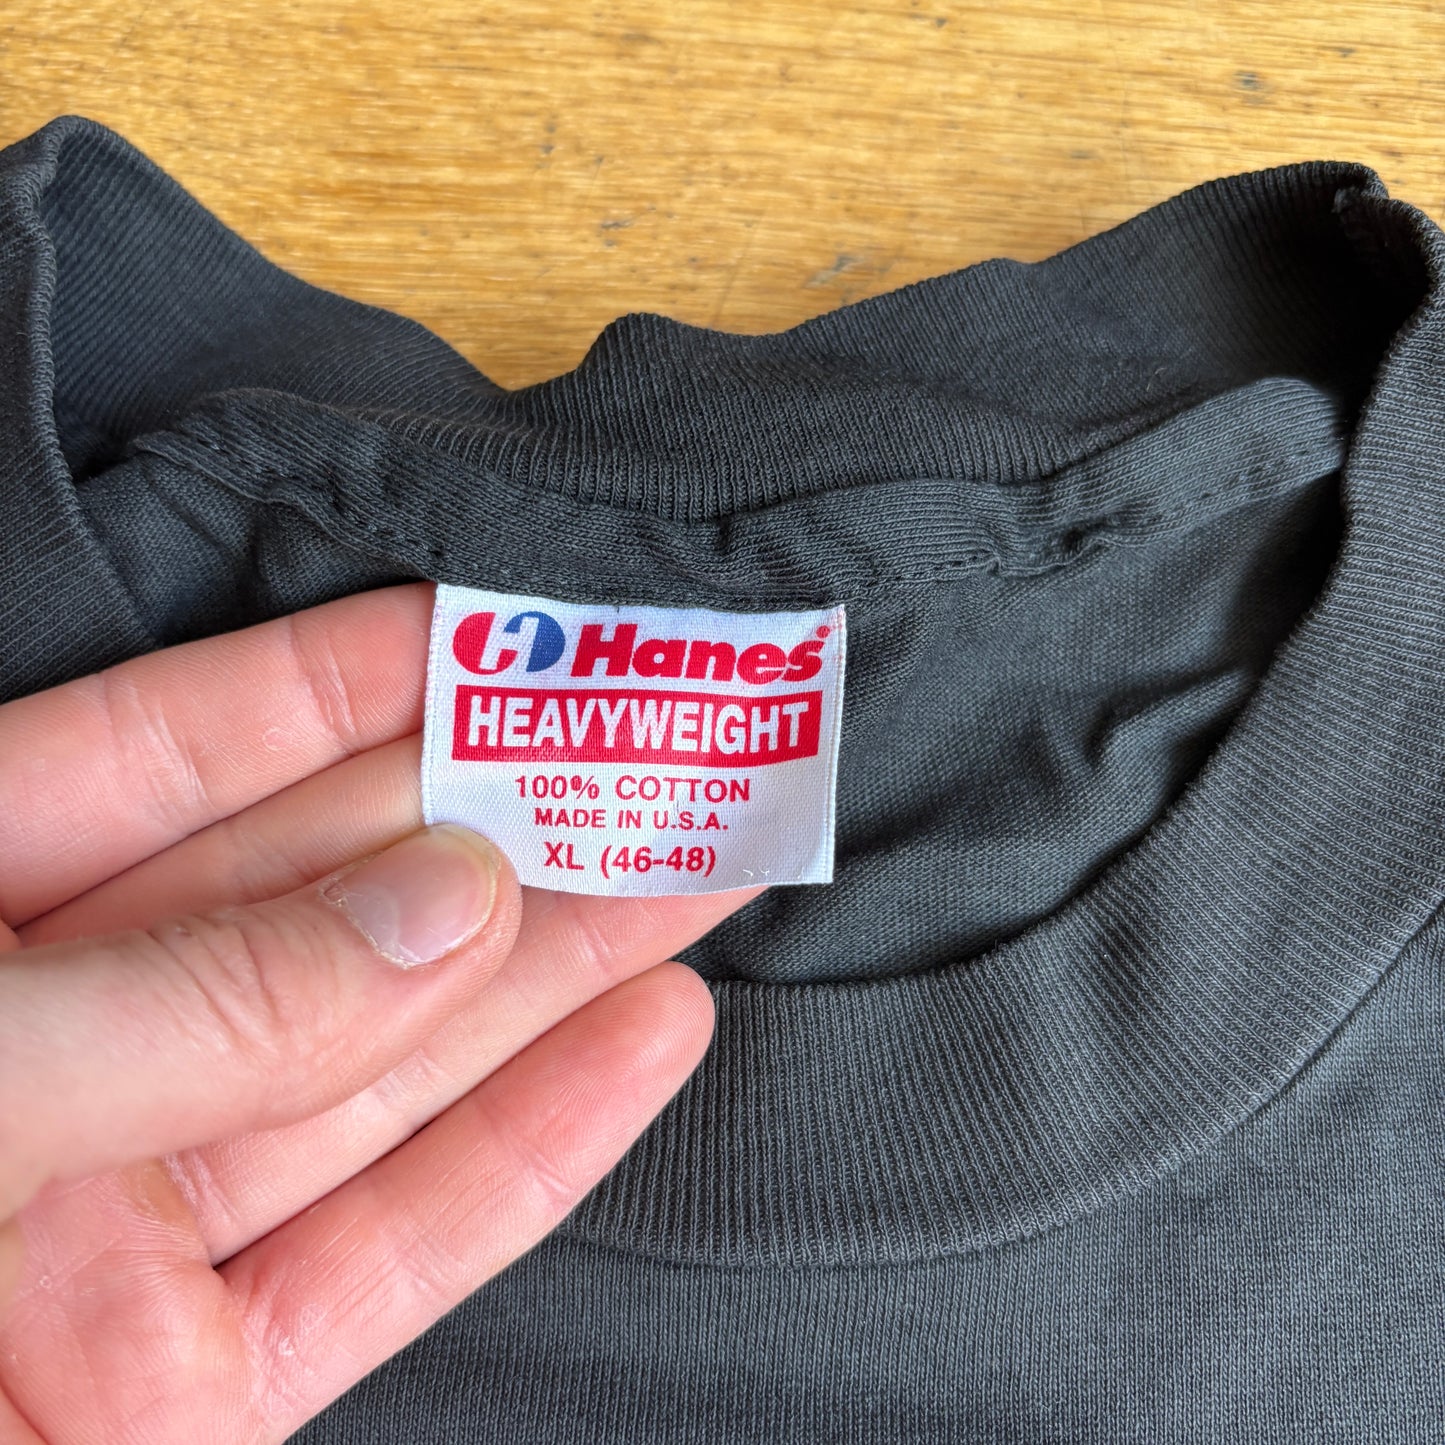 H Hanes®
HEAVYWEIGHT
100% COTTON
MADE IN U.S.A.
XL (46-48)